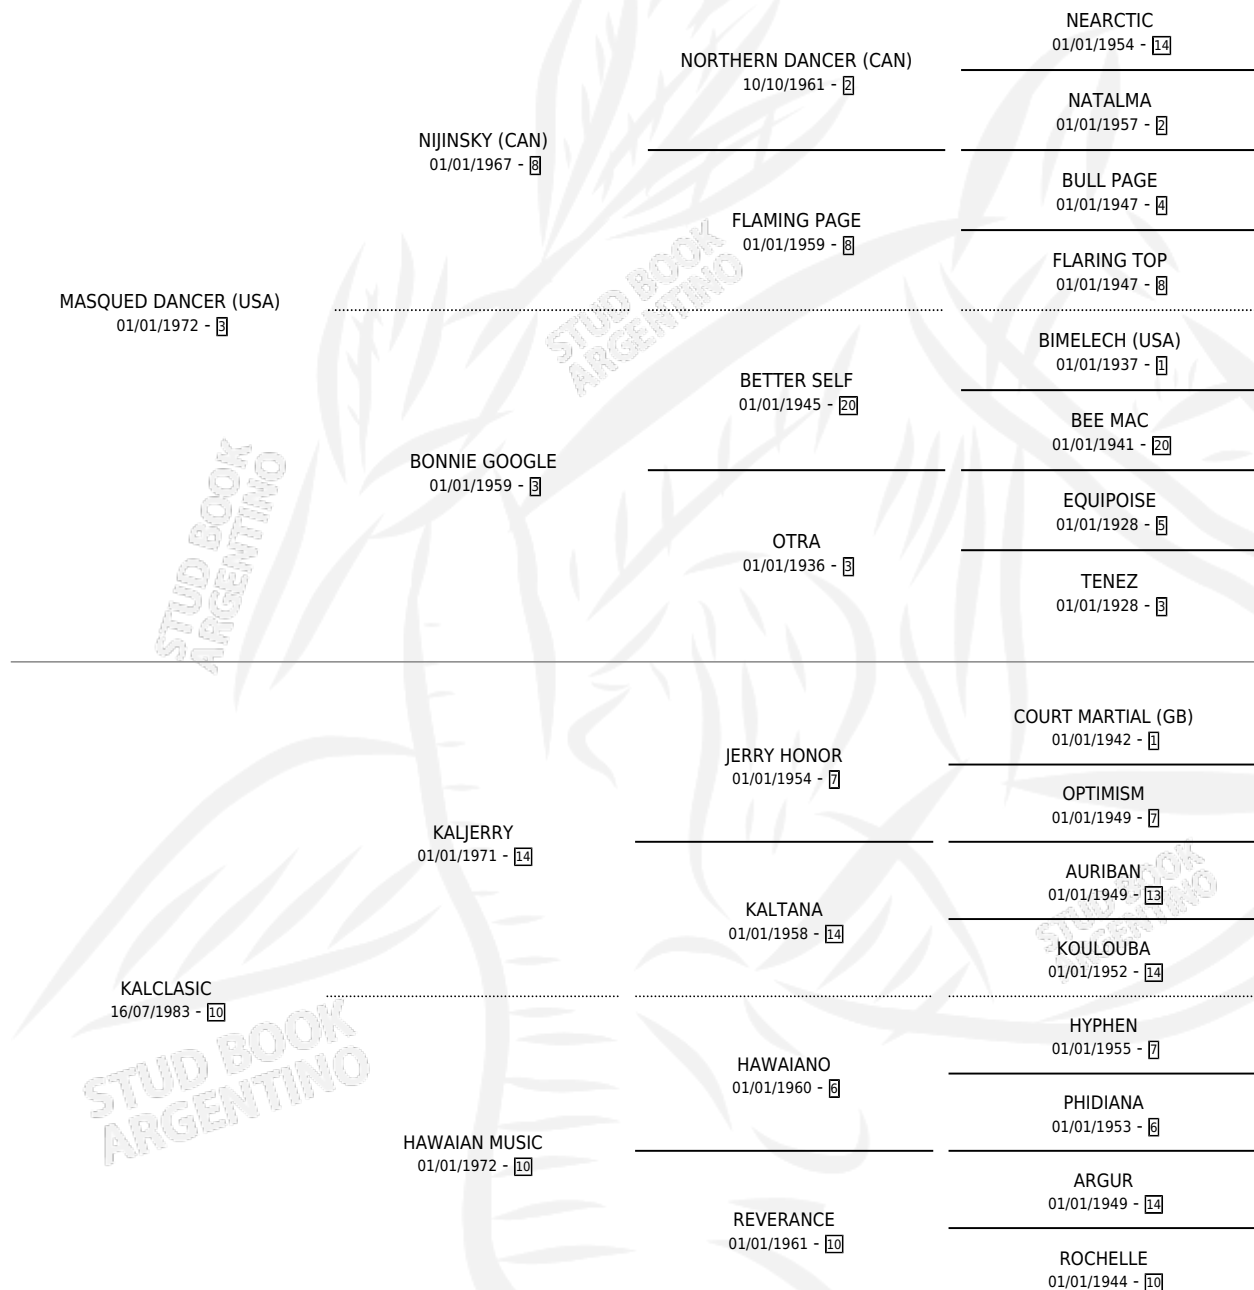 NEARCTIC
01/01/1954 - 14
NORTHERN DANCER (CAN)
10/10/1961 - 2
NATALMA
01/01/1957 - 2
NIJINSKY (CAN)
01/01/1967 - 8
BULL PAGE
01/01/1947 - 4
FLAMING PAGE
01/01/1959 - 8
FLARING TOP
01/01/1947 - 8
MASQUED DANCER (USA)
01/01/1972 - 3
STUD BOOK
ARGENTINO
BIMELECH (USA)
01/01/1937 - 1
BETTER SELF
01/01/1945 - 20
BEE MAC
01/01/1941 - 20
BONNIE GOOGLE
01/01/1959 - 3
EQUIPOISE
01/01/1928 - 5
OTRA
01/01/1936 - 3
TENEZ
01/01/1928 - 3
STUD BOOK
ARGENTINO
COURT MARTIAL (GB)
01/01/1942 - 1
JERRY HONOR
01/01/1954 - 7
OPTIMISM
01/01/1949 - 7
KALJERRY
01/01/1971 - 14
AURIBAN
01/01/1949 - 13
KALTANA
01/01/1958 - 14
STUD BOOK
ARGENTINO
KOULOUBA
01/01/1952 - 14
KALCLASIC
16/07/1983 - 10
STUD BOOK
ARGENTINO
HYPHEN
01/01/1955 - 7
HAWAIANO
01/01/1960 - 6
PHIDIANA
01/01/1953 - 6
HAWAIAN MUSIC
01/01/1972 - 10
ARGUR
01/01/1949 - 14
REVERANCE
01/01/1961 - 10
ROCHELLE
01/01/1944 - 10